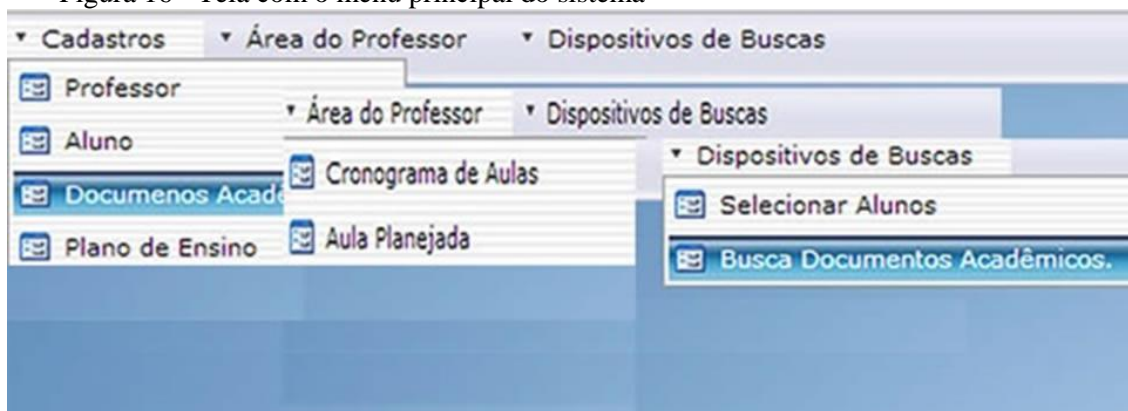 Figura 16 - Tela com o menu principal do sistema
Cadastros Área do Professor Dispositivos de Buscas
Professor
Aluno
Documenos Acadê
Plano de Ensino
Área do Professor Dispositivos de Buscas
Cronograma de Aulas
Aula Planejada
Dispositivos de Buscas
Selecionar Alunos
Busca Documentos Acadêmicos.